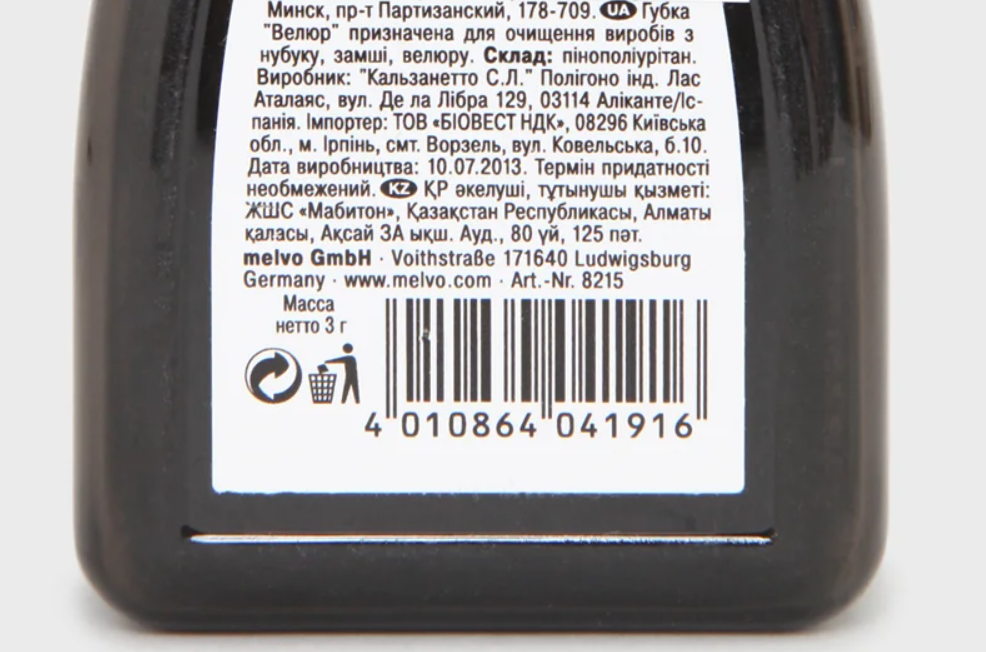 Минск, пр-т Партизанский, 178-709. UA Губка
"Велюр" призначена для очищення виробів з
нубуку, замші, велюру. Склад: пінополіурітан.
Виробник: "Кальзанетто С.Л." Полігоно інд. Лас
Аталаяс, вул. Де ла Лібра 129, 03114 Аліканте/Іс-
панія. Імпортер: ТОВ «БІОВЕСТ НДК», 08296 Київська
обл., м. Ірпінь, смт. Ворзель, вул. Ковельська, б.10.
Дата виробництва: 10.07.2013. Термін придатності
необмежений. KZ ҚР әкелуші, тұтынушы қызметі:
ЖШС «Мабитон», Қазақстан Республикасы, Алматы
қаласы, Ақсай 3А ықш. Ауд., 80 үй, 125 пәт.
melvo GmbH · Voithstraße 171640 Ludwigsburg
Germany · www.melvo.com · Art.-Nr. 8215
Масса
нетто 3 г
4 010864 041916